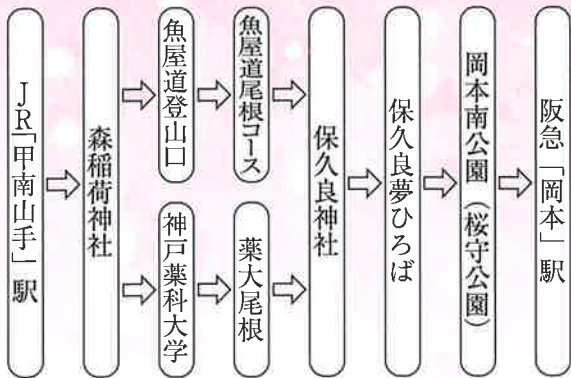 JR「甲南山手」駅
森稲荷神社
魚屋道登山口
魚屋道尾根コース
神戸薬科大学
薬大尾根
保久良神社
保久良夢ひろば
岡本南公園（桜守公園）
阪急「岡本」駅